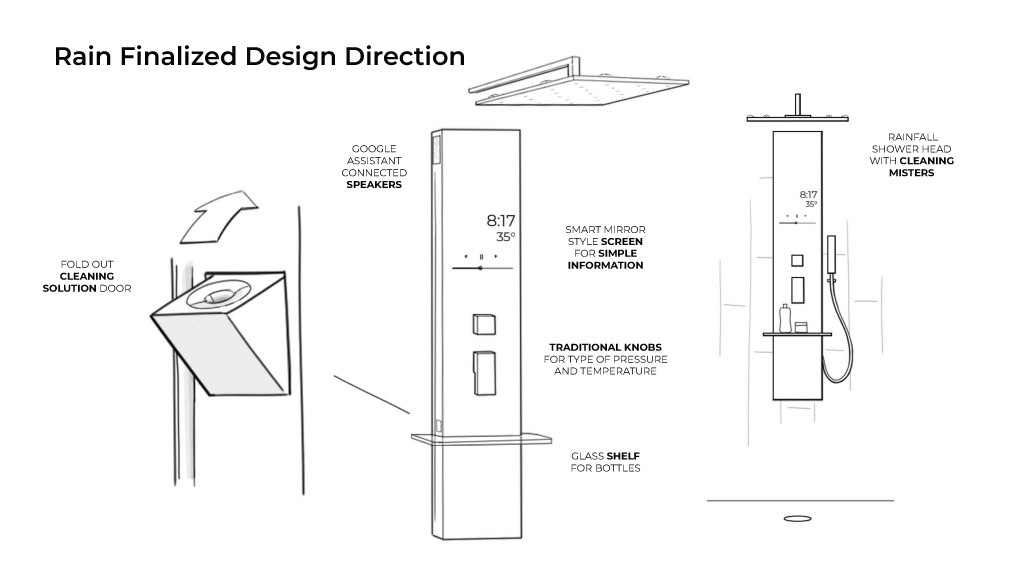 Rain Finalized Design Direction
GOOGLE
ASSISTANT
CONNECTED
SPEAKERS
FOLD OUT
CLEANING
SOLUTION DOOR
8:17
35°
SMART MIRROR
STYLE SCREEN
FOR SIMPLE
INFORMATION
TRADITIONAL KNOBS
FOR TYPE OF PRESSURE
AND TEMPERATURE
GLASS SHELF
FOR BOTTLES
RAINFALL
SHOWER HEAD
WITH CLEANING
MISTERS
8:17
35°